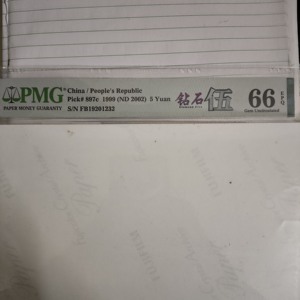 PMG
PAPER MONEY GUARANTY
China / People's Republic
Pick# 897c 1999 (ND 2002) 5 Yuan
S/N FB19201232
钻石伍
66 EPQ
Gem Uncirculated